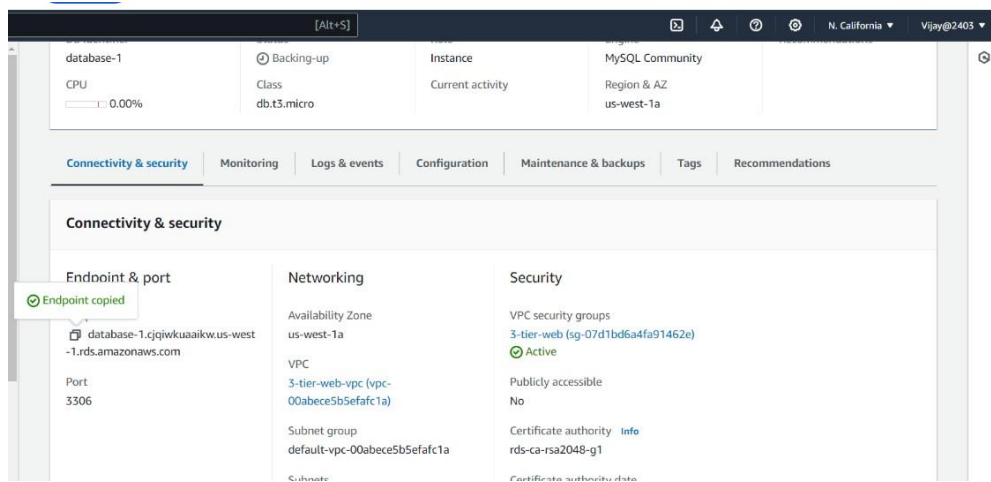 [Alt+S]
N. California ▼
Vijay@2403 ▼
database-1
Backing-up
Instance
MySQL Community
CPU
Class
Current activity
Region & AZ
0.00%
db.t3.micro
us-west-1a
Connectivity & security
Monitoring
Logs & events
Configuration
Maintenance & backups
Tags
Recommendations
Connectivity & security
Endpoint & port
Endpoint copied
database-1.cjqiwkuaaikw.us-west
-1.rds.amazonaws.com
Port
3306
Networking
Availability Zone
us-west-1a
VPC
3-tier-web-vpc (vpc-
00abece5b5efafc1a)
Subnet group
default-vpc-00abece5b5efafc1a
Subnets
Security
VPC security groups
3-tier-web (sg-07d1bd6a4fa91462e)
Active
Publicly accessible
No
Certificate authority Info
rds-ca-rsa2048-g1
Certificate authority date